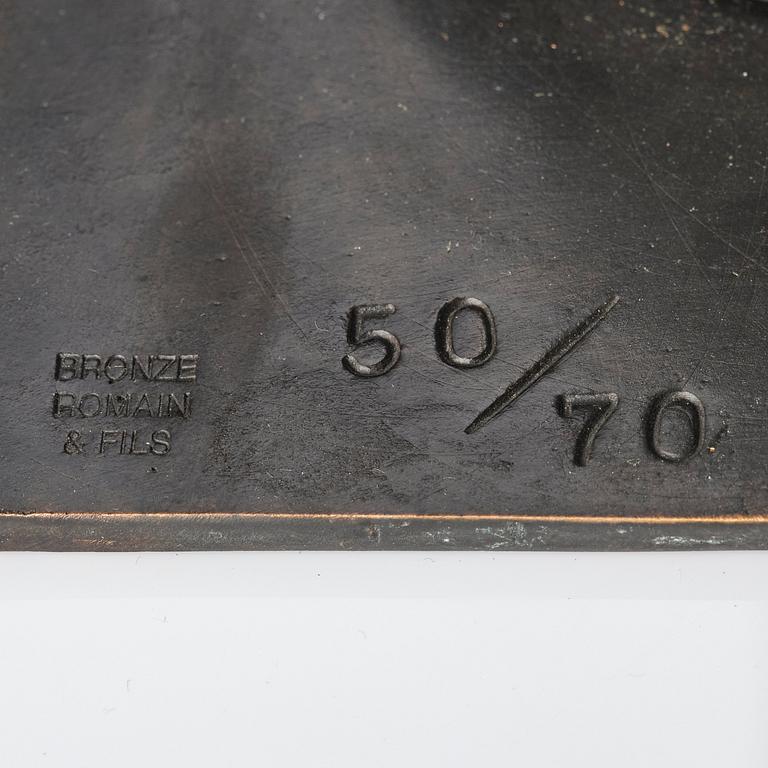 BRONZE
ROMAIN
& FILS
50/70